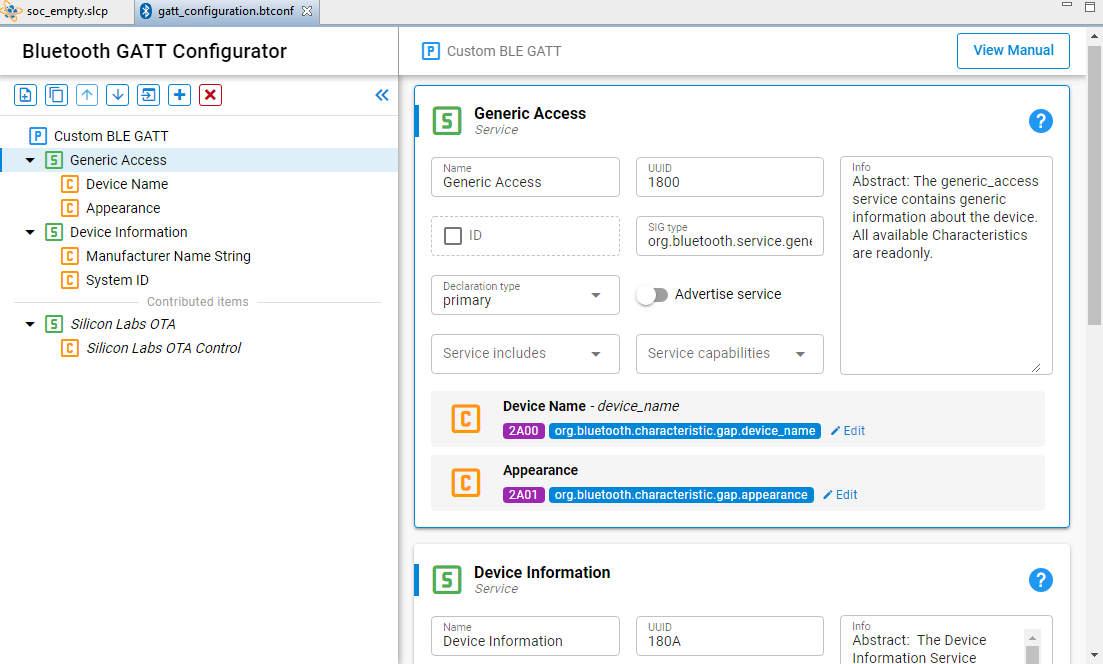 soc_empty.slcp
gatt_configuration.btconf
Bluetooth GATT Configurator
Custom BLE GATT
Generic Access
Device Name
Appearance
Device Information
Manufacturer Name String
System ID
Contributed items
Silicon Labs OTA
Silicon Labs OTA Control
P Custom BLE GATT
View Manual
S Generic Access
Service
?
Name
Generic Access
UUID
1800
Info
Abstract: The generic_access
service contains generic
information about the device.
All available Characteristics
are readonly.
ID
SIG type
org.bluetooth.service.gene
Declaration type
primary
Advertise service
Service includes
Service capabilities
C Device Name - device_name
2A00 org.bluetooth.characteristic.gap.device_name Edit
C Appearance
2A01 org.bluetooth.characteristic.gap.appearance Edit
S Device Information
Service
?
Name
Device Information
UUID
180A
Info
Abstract: The Device
Information Service